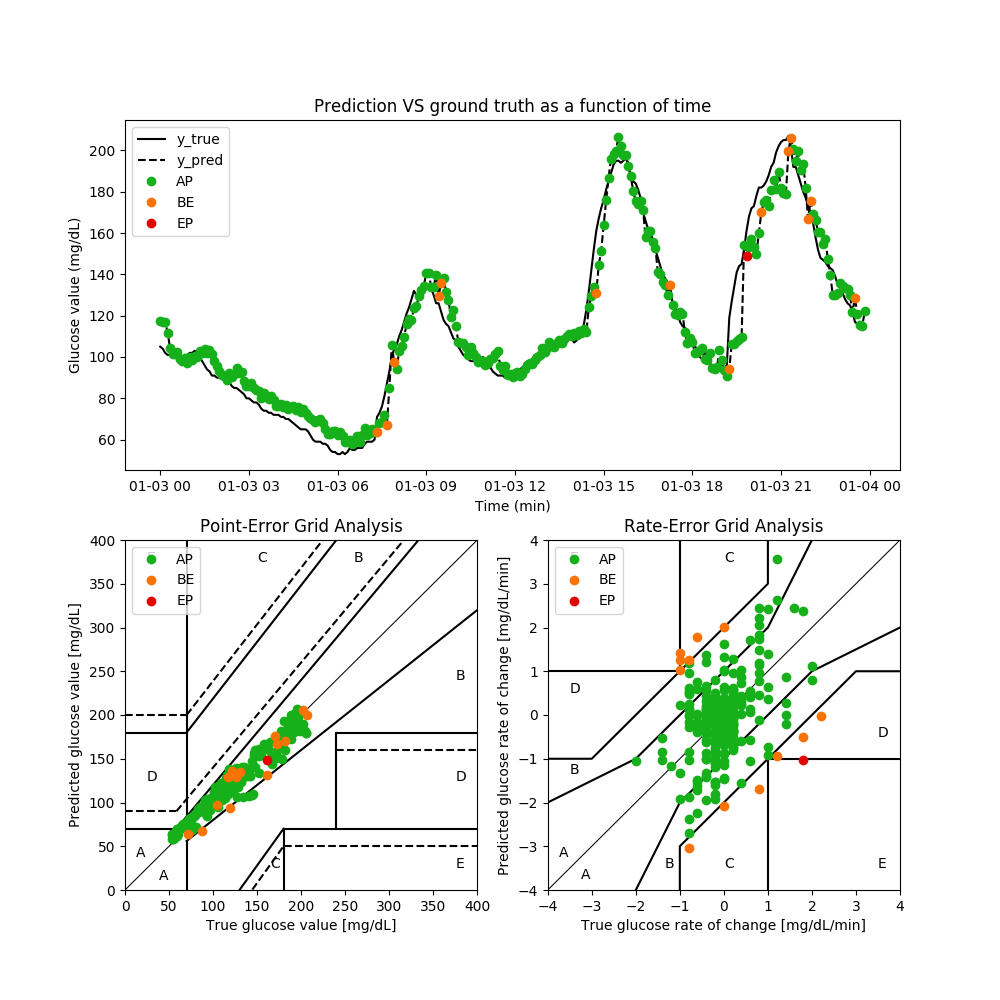 Prediction VS ground truth as a function of time
Glucose value (mg/dL)
200
180
160
140
120
100
80
60
y_true
y_pred
AP
BE
EP
01-03 00 01-03 03 01-03 06 01-03 09 01-03 12 01-03 15 01-03 18 01-03 21 01-04 00
Time (min)
Point-Error Grid Analysis
Predicted glucose value [mg/dL]
400
350
300
250
200
150
100
50
0
AP
BE
EP
C
B
B
D
D
A
A
C
E
0 50 100 150 200 250 300 350 400
True glucose value [mg/dL]
Rate-Error Grid Analysis
Predicted glucose rate of change [mg/dL/min]
4
3
2
1
0
−1
−2
−3
−4
AP
BE
EP
C
D
D
B
A
A
B
C
E
−4 −3 −2 −1 0 1 2 3 4
True glucose rate of change [mg/dL/min]